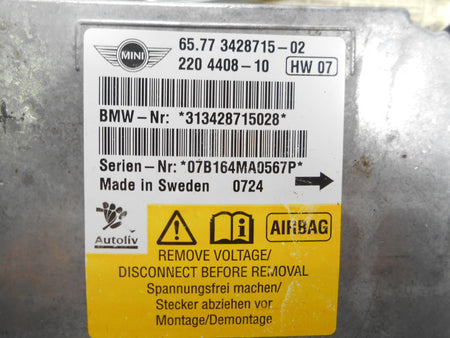 MINI
65.77 3428715-02
220 4408-10 HW 07
BMW-Nr: *313428715028*
Serien-Nr: *07B164MA0567P*
Made in Sweden 0724
Autoliv
AIRBAG
REMOVE VOLTAGE/
DISCONNECT BEFORE REMOVAL
Spannungsfrei machen/
Stecker abziehen vor
Montage/Demontage